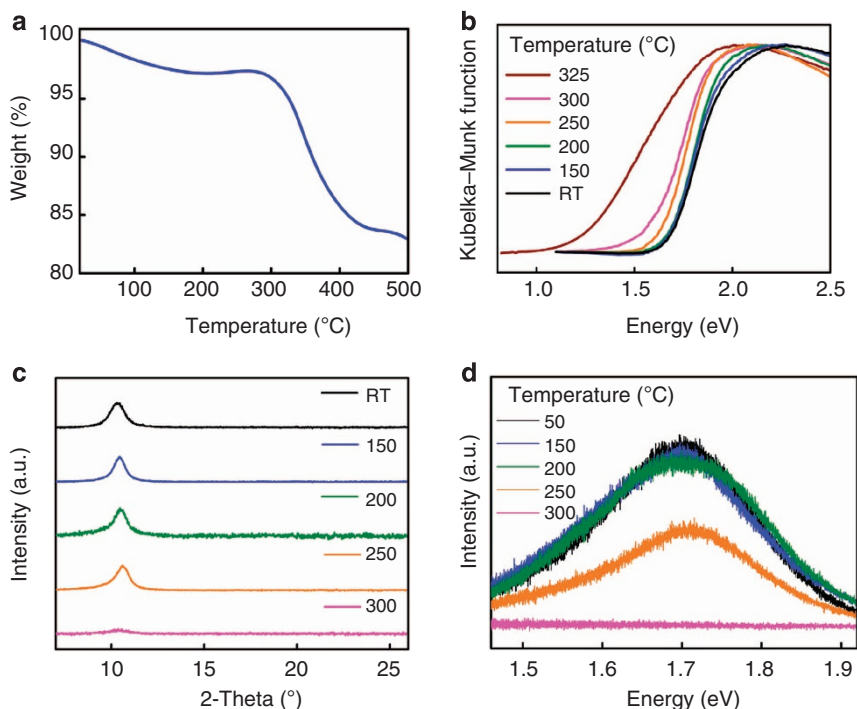 a
100
95
90
85
80
Weight (%)
100
200
300
400
500
Temperature (°C)
b
Temperature (°C)
325
300
250
200
150
RT
Kubelka–Munk function
1.0
1.5
2.0
2.5
Energy (eV)
c
RT
150
200
250
300
Intensity (a.u.)
10
15
20
25
2-Theta (°)
d
Temperature (°C)
50
150
200
250
300
Intensity (a.u.)
1.5
1.6
1.7
1.8
1.9
Energy (eV)